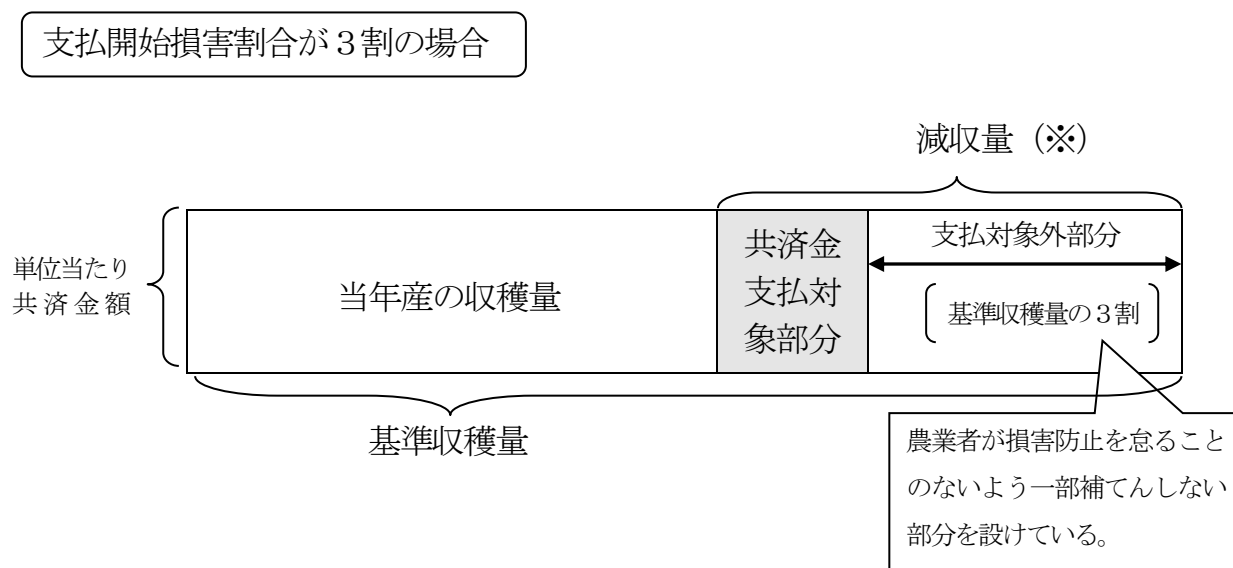 支払開始損害割合が３割の場合
減収量（※）
単位当たり
共済金額
当年産の収穫量
共済金
支払対
象部分
支払対象外部分
基準収穫量の３割
基準収穫量
農業者が損害防止を怠ること
のないよう一部補てんしない
部分を設けている。